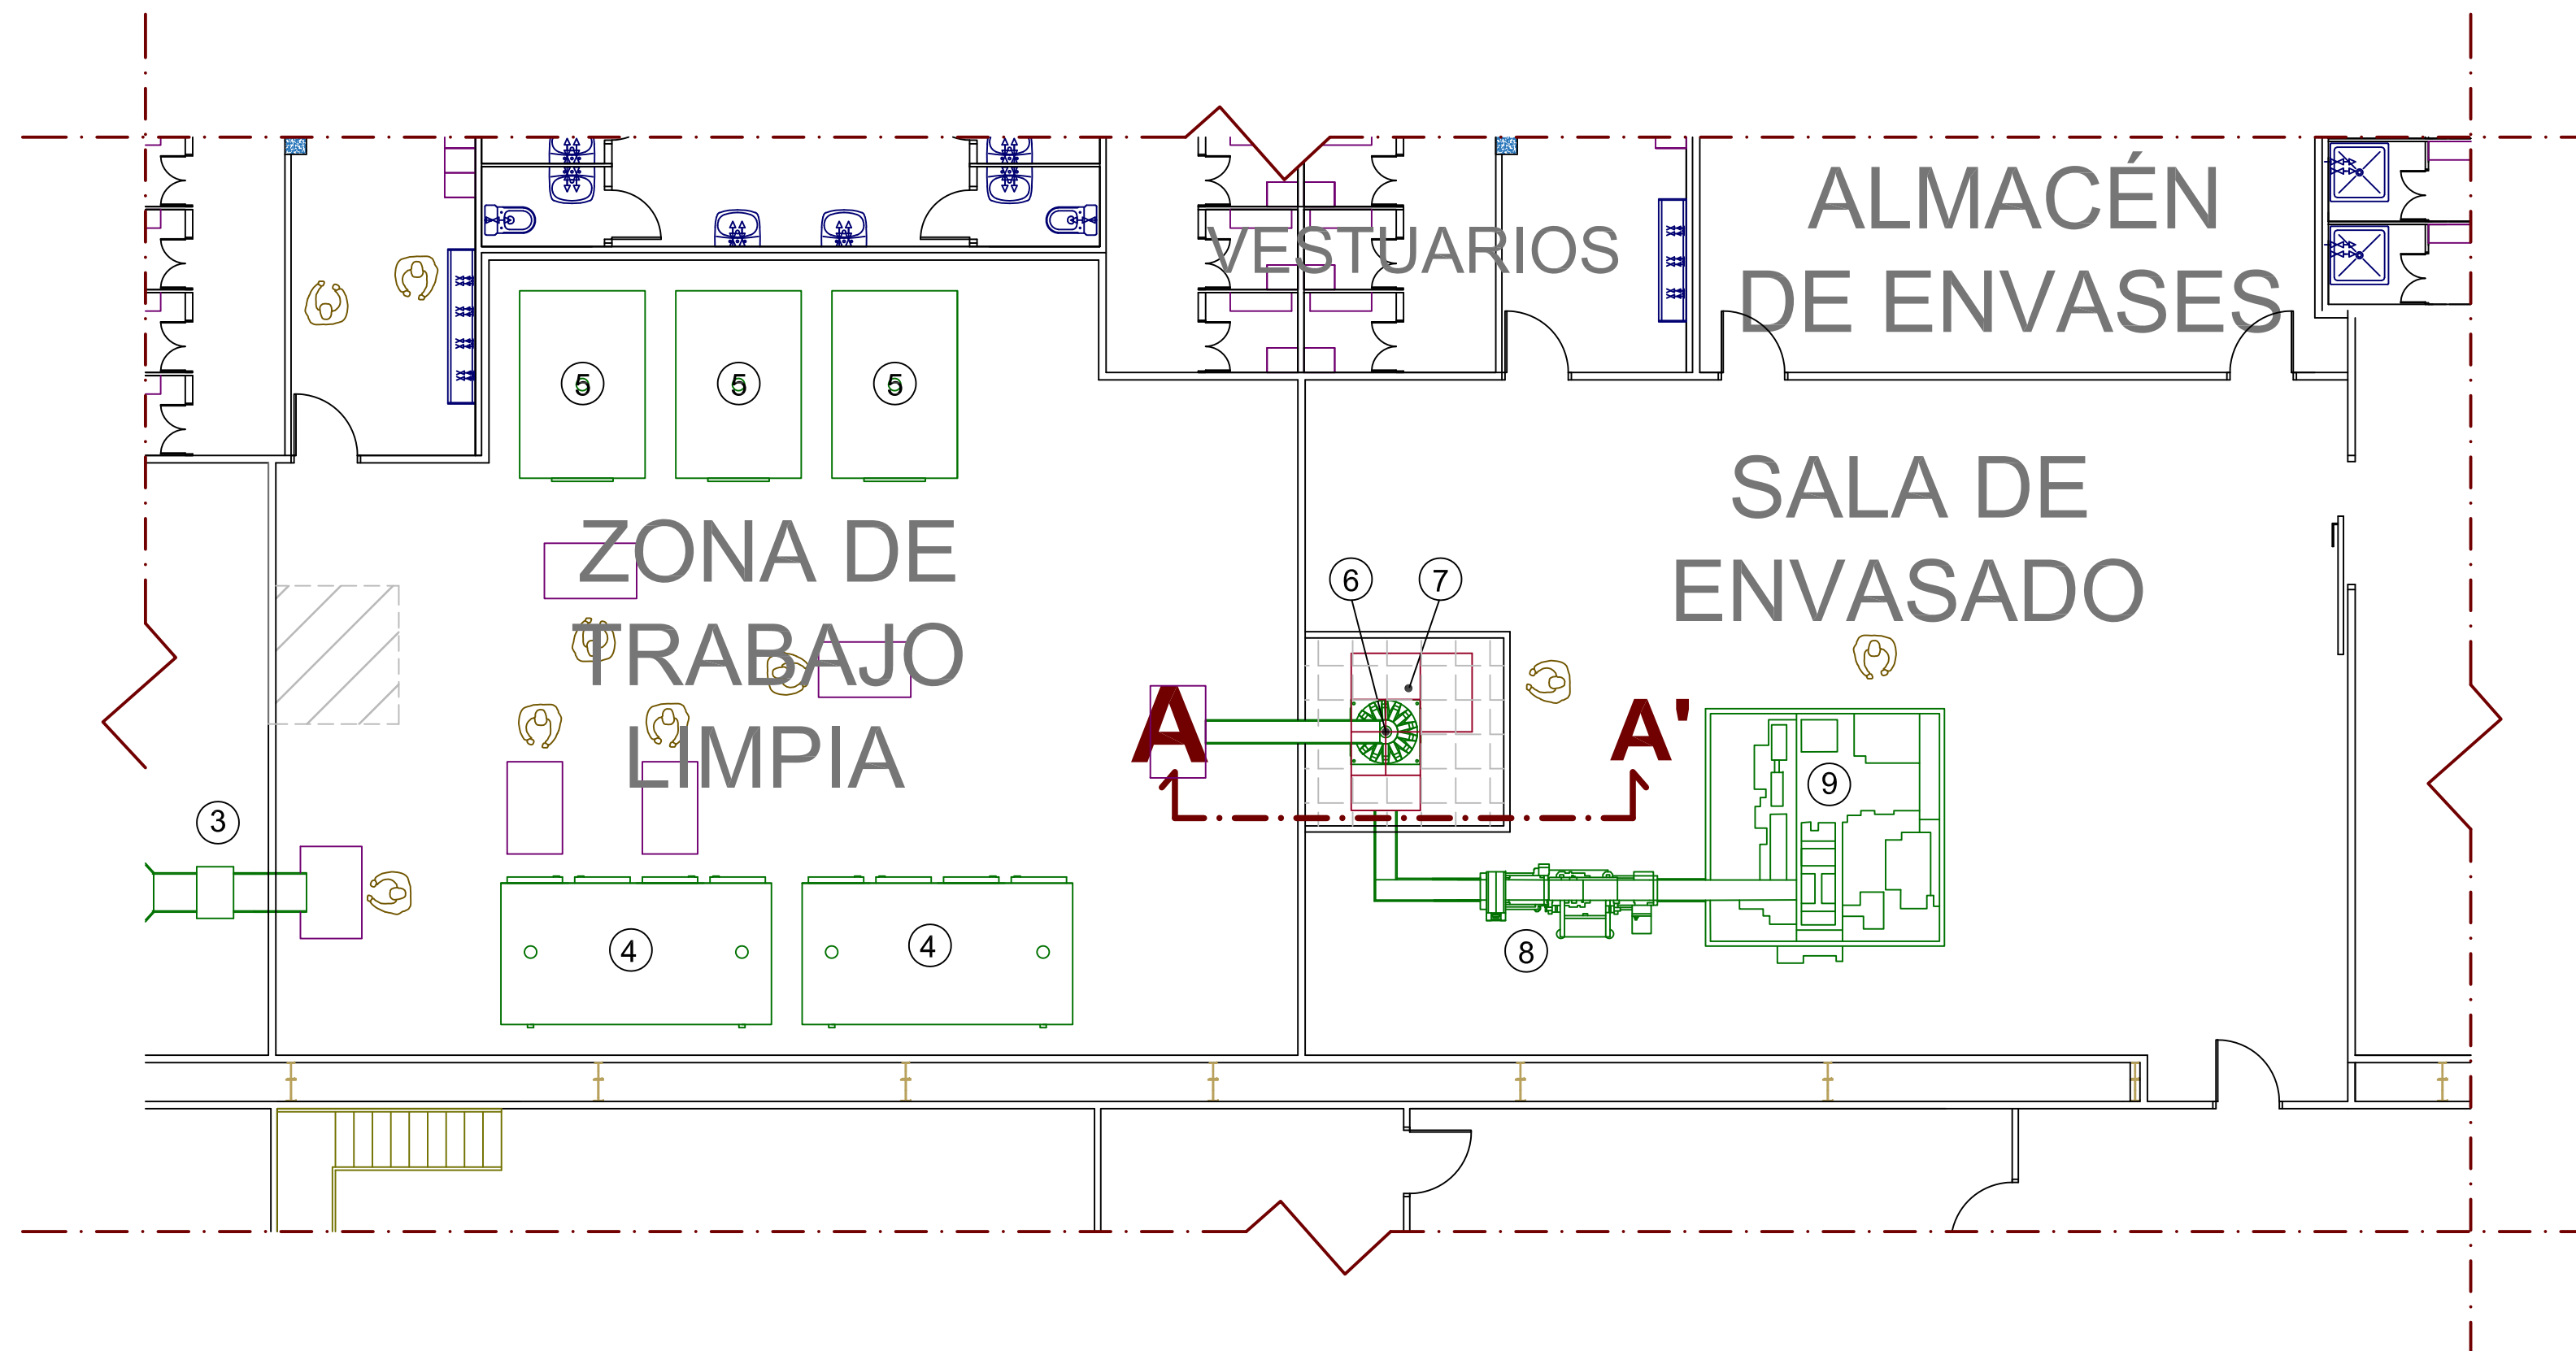 ALMACÉN
DE ENVASES
VESTUARIOS
5
5
5
SALA DE
ENVASADO
ZONA DE
TRABAJO
LIMPIA
6
7
A
A'
9
3
4
4
8